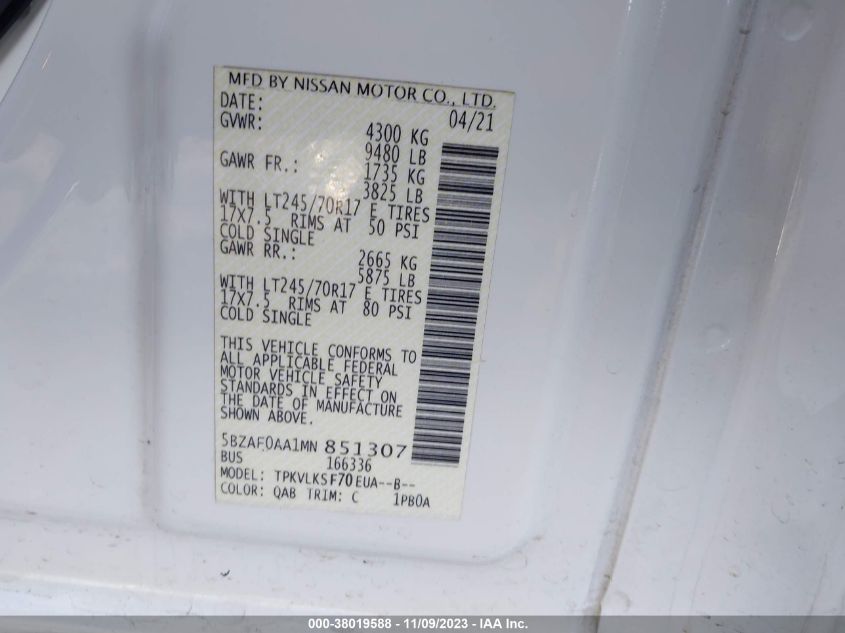 MFD BY NISSAN MOTOR CO., LTD.
DATE: 04/21
GVWR: 4300 KG
9480 LB
GAWR FR.: 1735 KG
3825 LB
WITH LT245/70R17 E TIRES
17X7.5 RIMS AT 50 PSI
COLD SINGLE
GAWR RR.: 2665 KG
5875 LB
WITH LT245/70R17 E TIRES
17X7.5 RIMS AT 80 PSI
COLD SINGLE
THIS VEHICLE CONFORMS TO
ALL APPLICABLE FEDERAL
MOTOR VEHICLE SAFETY
STANDARDS IN EFFECT ON
THE DATE OF MANUFACTURE
SHOWN ABOVE.
5BZAF0AA1MN 851307
BUS 166336
MODEL: TPKVLKSF70EUA--B--
COLOR: QAB TRIM: C 1PB0A
000-38019588 - 11/09/2023 - IAA Inc.